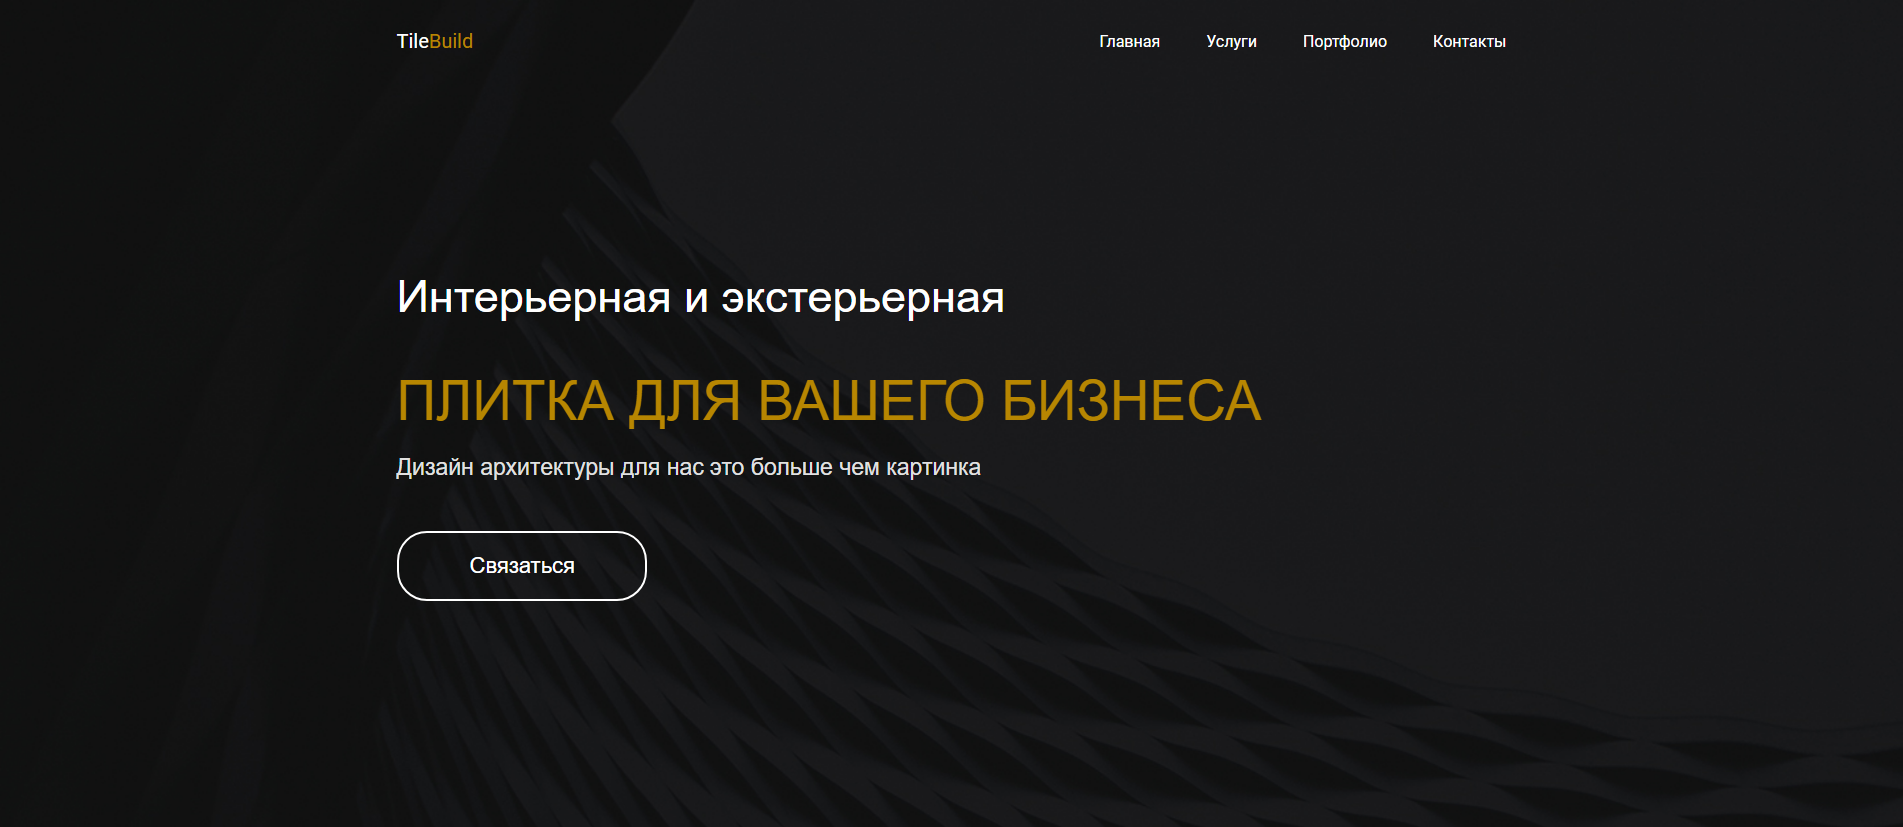 TileBuild
Главная Услуги Портфолио Контакты
Интерьерная и экстерьерная
ПЛИТКА ДЛЯ ВАШЕГО БИЗНЕСА
Дизайн архитектуры для нас это больше чем картинка
Связаться